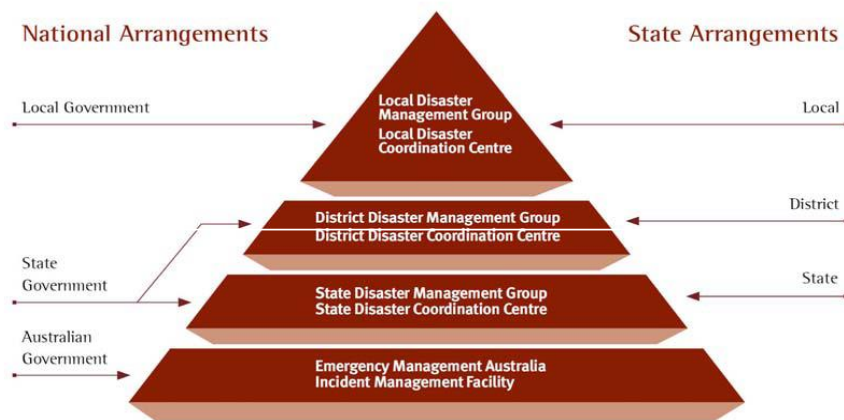 National Arrangements
State Arrangements
Local Government
Local Disaster
Management Group
Local Disaster
Coordination Centre
Local
District Disaster Management Group
District Disaster Coordination Centre
District
State
Government
State Disaster Management Group
State Disaster Coordination Centre
State
Australian
Government
Emergency Management Australia
Incident Management Facility